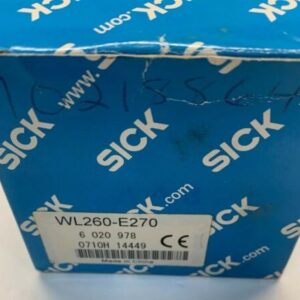 SICK
www.sick.com
SICK
SICK
SICK
.com
WL260-E270
6 020 978
0710H 14449
CE
Made in China